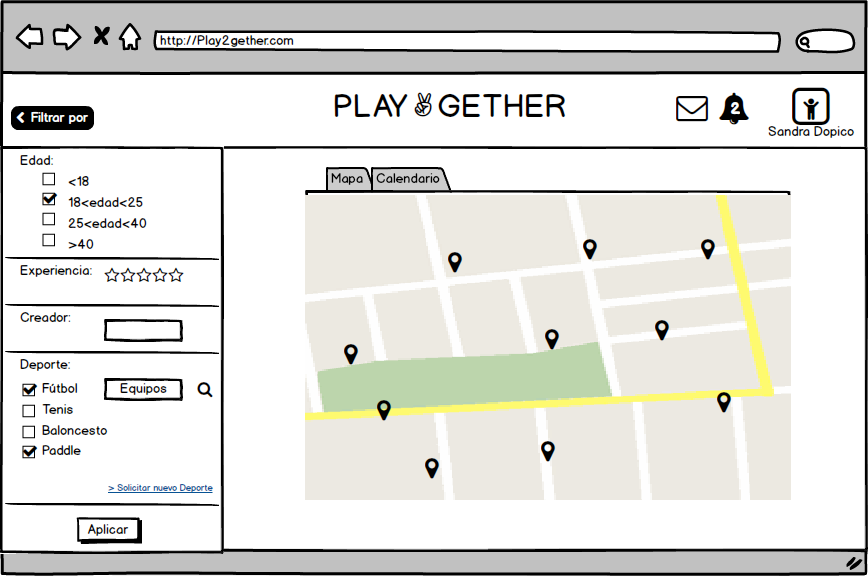 http://Play2gether.com
Filtrar por
PLAY GETHER
2
Sandra Dopico
Edad:
<18
18<edad<25
25<edad<40
>40
Experiencia:
Creador:
Deporte:
Fútbol
Equipos
Tenis
Baloncesto
Paddle
> Solicitar nuevo Deporte
Aplicar
Mapa
Calendario